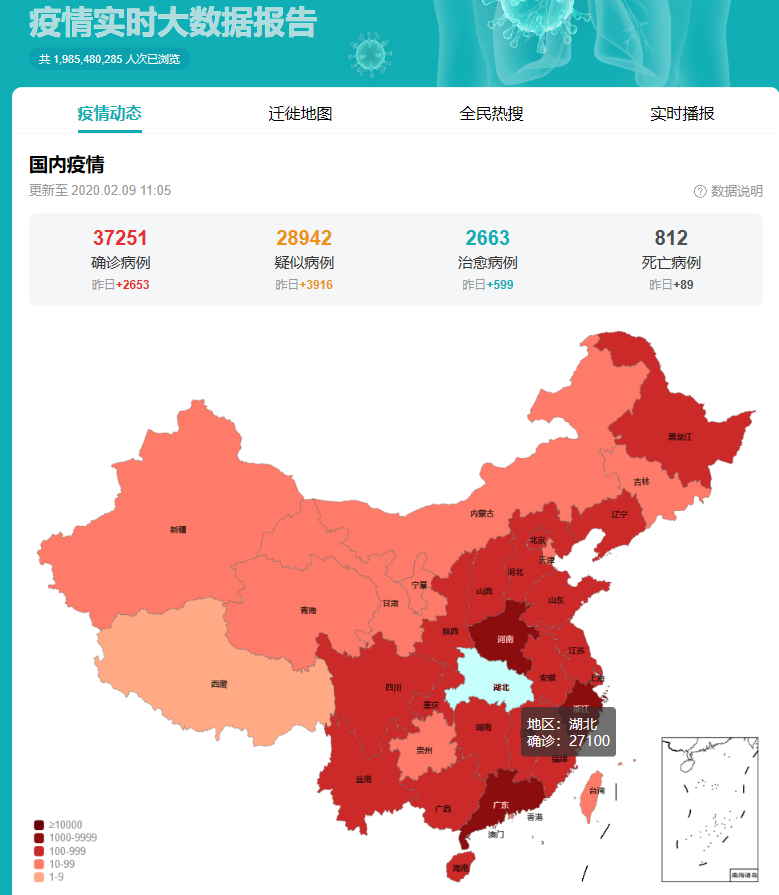 疫情实时大数据报告
共 1,985,480,285 人次已浏览
疫情动态 迁徙地图 全民热搜 实时播报
国内疫情
更新至 2020.02.09 11:05 数据说明
37251 28942 2663 812
确诊病例 疑似病例 治愈病例 死亡病例
昨日+2653 昨日+3916 昨日+599 昨日+89
黑龙江
吉林
内蒙古
辽宁
新疆
北京
天津
河北
宁夏
山西
山东
甘肃
青海
陕西
河南
江苏
安徽
上海
西藏
四川
湖北
重庆
浙江
地区：湖北
确诊：27100
湖南
贵州
福建
云南
台湾
广西
广东
香港
澳门
海南
南海诸岛
≥10000
1000-9999
100-999
10-99
1-9